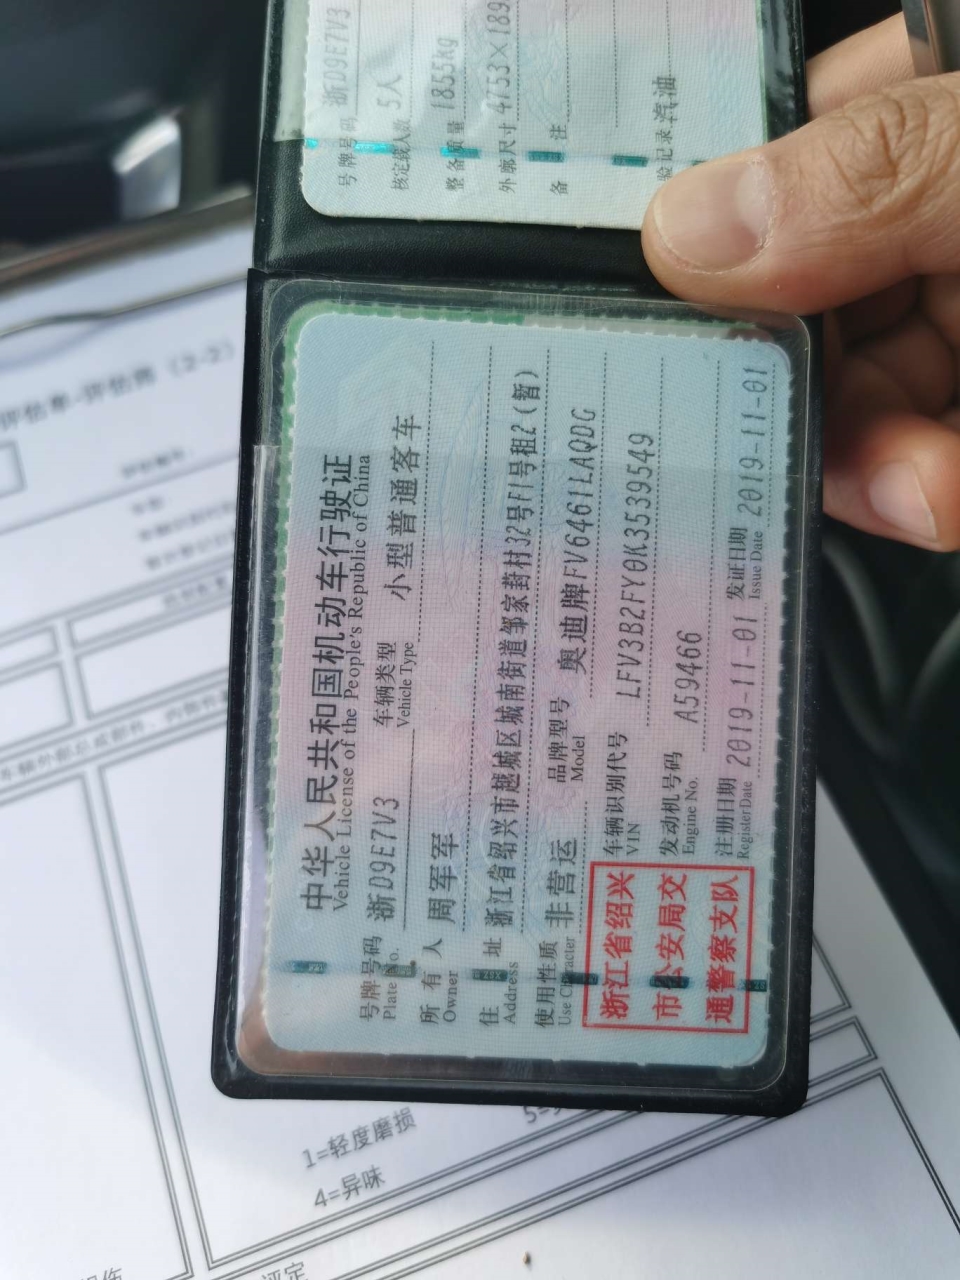 号牌号码 浙D9E7V3
核定载人数 5人
整备质量 1855kg
外廓尺寸 4753×189
备 注
验记录 汽油
中华人民共和国机动车行驶证
Vehicle License of the People's Republic of China
号牌号码 浙D9E7V3 车辆类型 小型普通客车
Plate No. Vehicle Type
所有人 周军军
Owner
住址 浙江省绍兴市越城区城南街道邹家葑村32号F1号租2(暂)
Address
使用性质 非营运 品牌型号 奥迪牌FV6461LAQDG
Use Character Model
浙江省绍兴
市公安局交
通警察支队
车辆识别代号 LFV3B2FY0K3539549
VIN
发动机号码 A59466
Engine No.
注册日期 2019-11-01 发证日期 2019-11-01
Register Date Issue Date
1=轻度磨损
4=异味
5=
评定